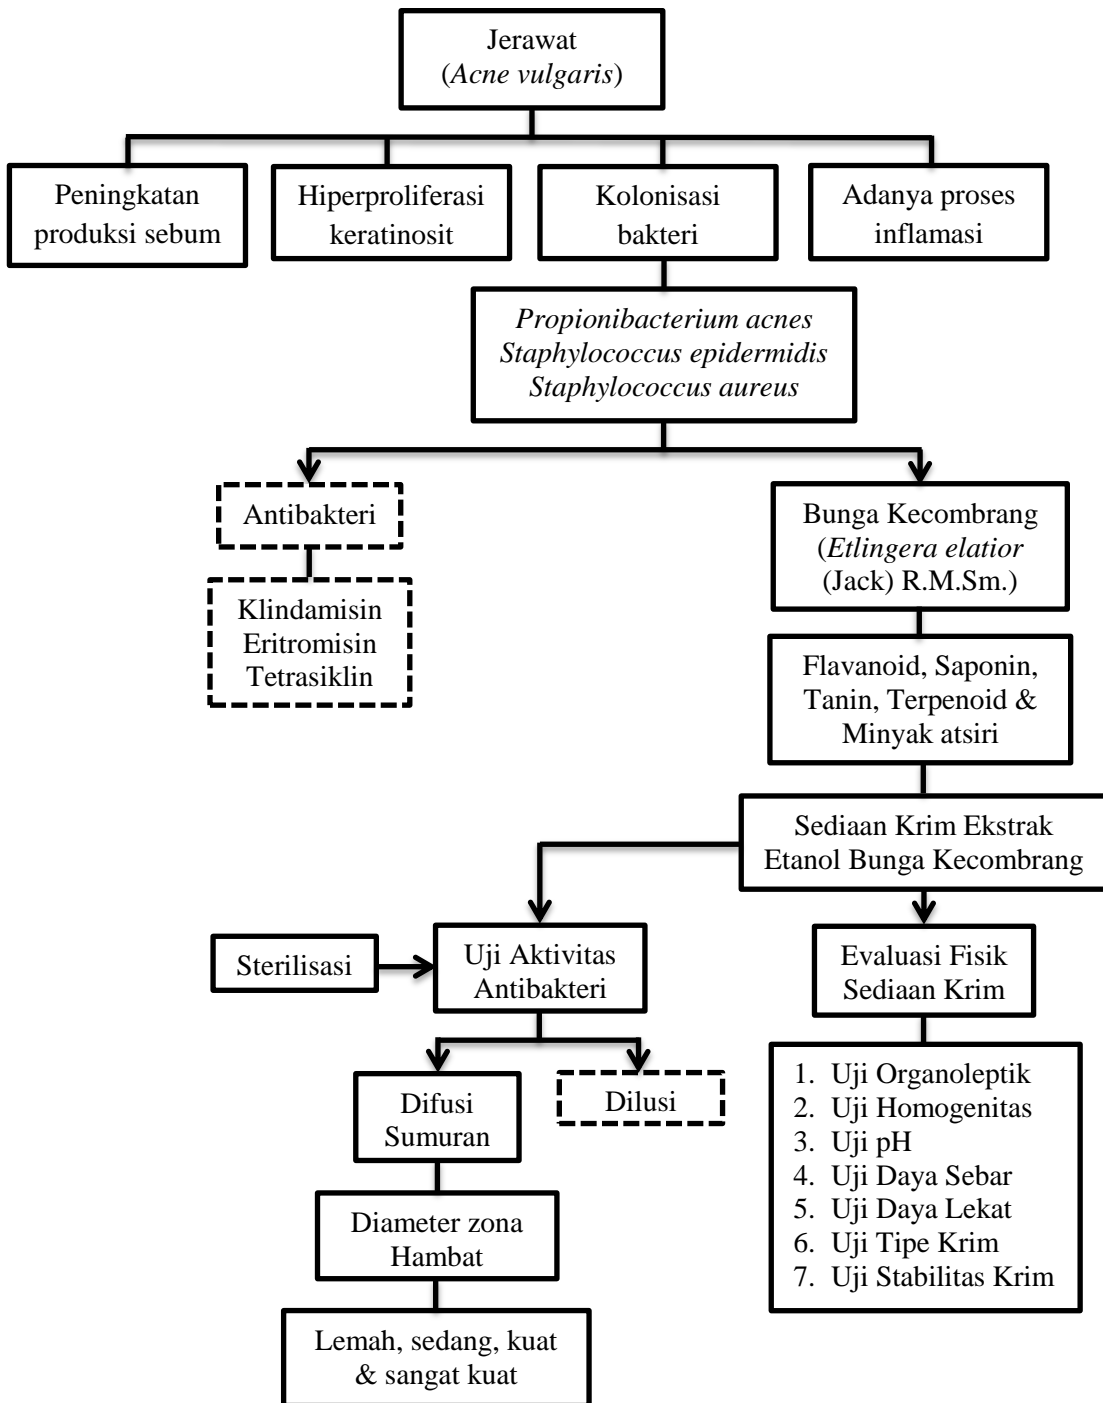 Jerawat
(Acne vulgaris)
Peningkatan
produksi sebum
Hiperproliferasi
keratinosit
Kolonisasi
bakteri
Adanya proses
inflamasi
Propionibacterium acnes
Staphylococcus epidermidis
Staphylococcus aureus
Antibakteri
Klindamisin
Eritromisin
Tetrasiklin
Bunga Kecombrang
(Etlingera elatior
(Jack) R.M.Sm.)
Flavanoid, Saponin,
Tanin, Terpenoid &
Minyak atsiri
Sediaan Krim Ekstrak
Etanol Bunga Kecombrang
Sterilisasi
Uji Aktivitas
Antibakteri
Evaluasi Fisik
Sediaan Krim
Difusi
Sumuran
Dilusi
Diameter zona
Hambat
Lemah, sedang, kuat
& sangat kuat
1. Uji Organoleptik
2. Uji Homogenitas
3. Uji pH
4. Uji Daya Sebar
5. Uji Daya Lekat
6. Uji Tipe Krim
7. Uji Stabilitas Krim